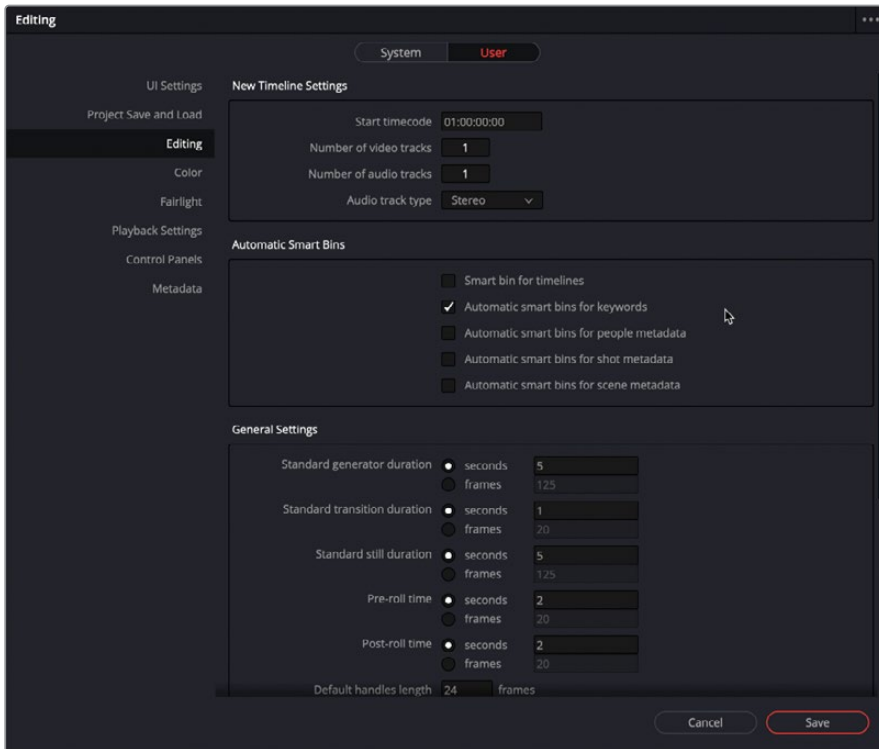 Editing
System User
UI Settings
Project Save and Load
Editing
Color
Fairlight
Playback Settings
Control Panels
Metadata
New Timeline Settings
Start timecode 01:00:00:00
Number of video tracks 1
Number of audio tracks 1
Audio track type Stereo
Automatic Smart Bins
Smart bin for timelines
Automatic smart bins for keywords
Automatic smart bins for people metadata
Automatic smart bins for shot metadata
Automatic smart bins for scene metadata
General Settings
Standard generator duration seconds 5
frames 125
Standard transition duration seconds 1
frames 20
Standard still duration seconds 5
frames 125
Pre-roll time seconds 2
frames 20
Post-roll time seconds 2
frames 20
Default handles length 24 frames
Cancel Save